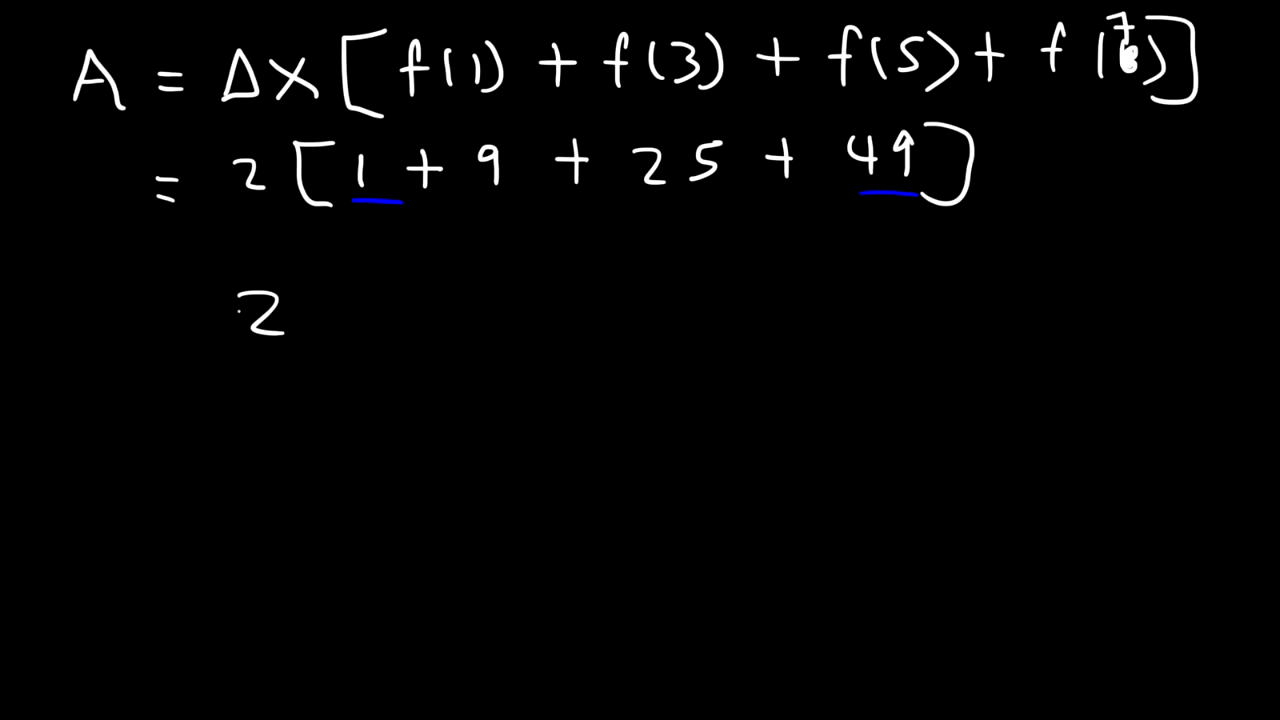 A = Δx [ f(1) + f(3) + f(5) + f(7) ]
= 2 [ 1 + 9 + 25 + 49 ]
2